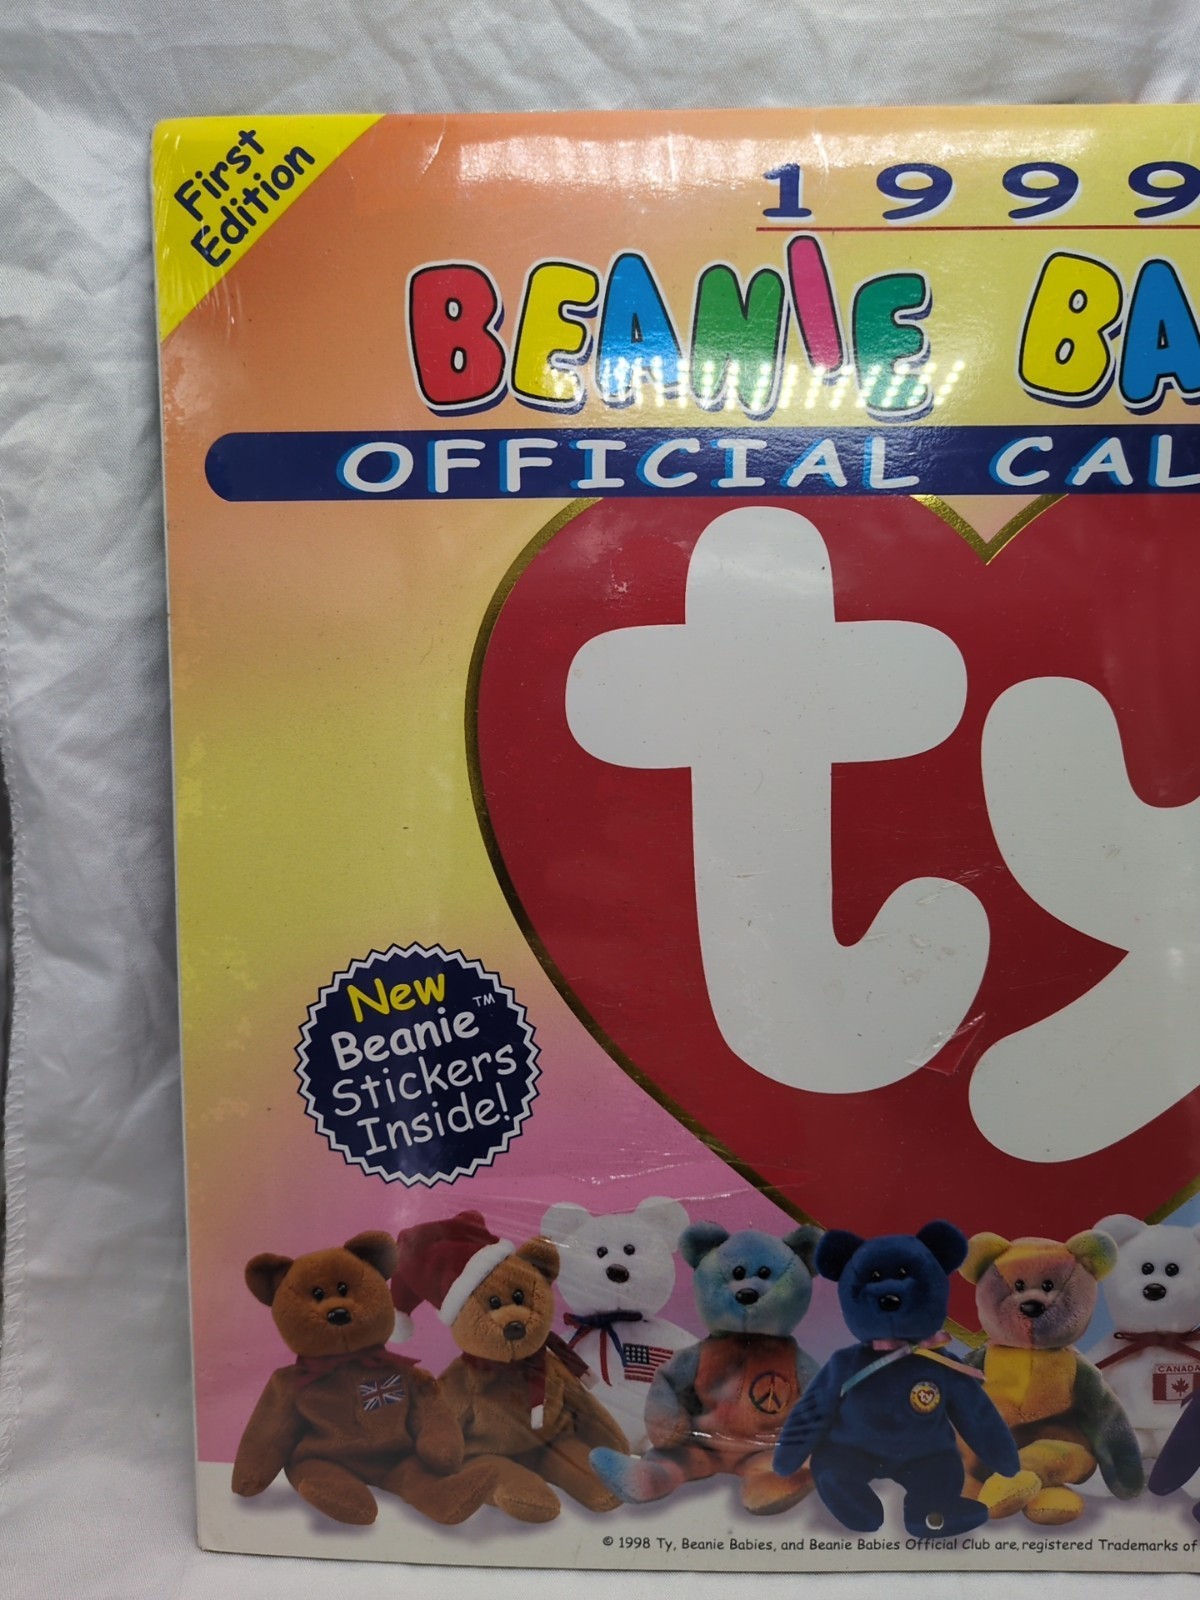 First
Edition
1999
BEANIE BA
OFFICIAL CAL
ty
New
Beanie™
Stickers
Inside!
CANADA
ty
© 1998 Ty, Beanie Babies, and Beanie Babies Official Club are, registered Trademarks of